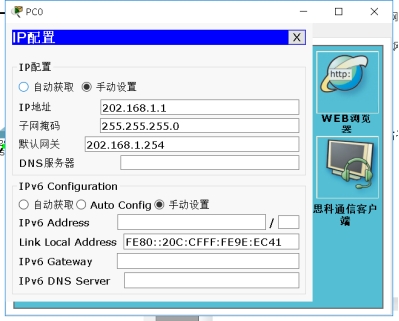 PC0
IP配置
X
IP配置
自动获取 手动设置
IP地址 202.168.1.1
子网掩码 255.255.255.0
默认网关 202.168.1.254
DNS服务器
IPv6 Configuration
自动获取 Auto Config 手动设置
IPv6 Address /
Link Local Address FE80::20C:CFFF:FE9E:EC41
IPv6 Gateway
IPv6 DNS Server
http:
WEB浏览
器
思科通信客户
端